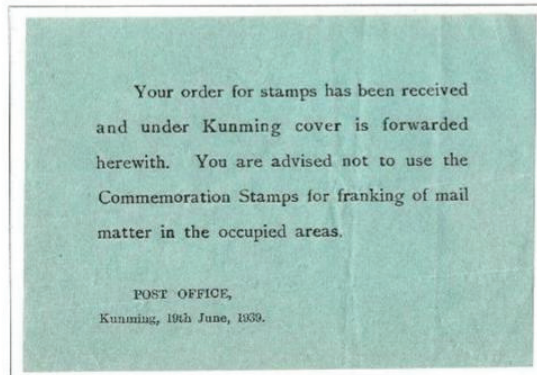 Your order for stamps has been received
and under Kunming cover is forwarded
herewith. You are advised not to use the
Commemoration Stamps for franking of mail
matter in the occupied areas.
POST OFFICE,
Kunming, 19th June, 1939.